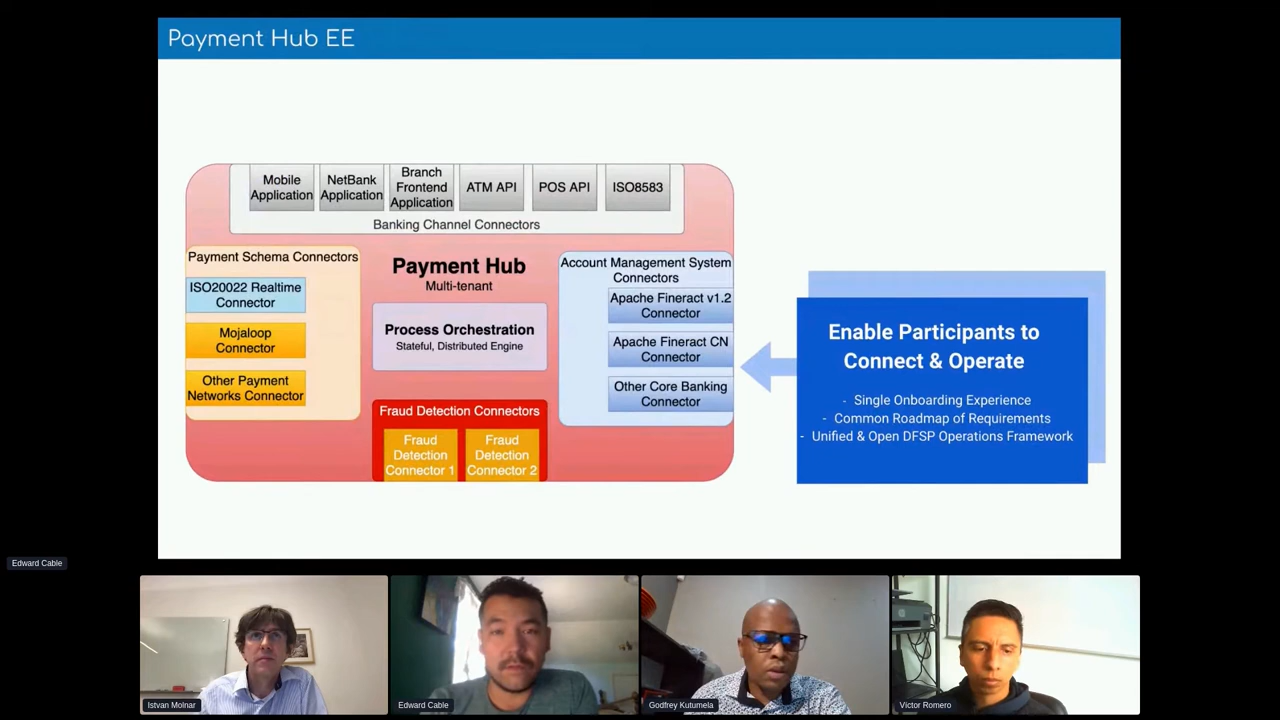 Payment Hub EE
Mobile
Application
NetBank
Application
Branch
Frontend
Application
ATM API
POS API
ISO8583
Banking Channel Connectors
Payment Schema Connectors
ISO20022 Realtime
Connector
Mojaloop
Connector
Other Payment
Networks Connector
Payment Hub
Multi-tenant
Process Orchestration
Stateful, Distributed Engine
Fraud Detection Connectors
Fraud
Detection
Connector 1
Fraud
Detection
Connector 2
Account Management System
Connectors
Apache Fineract v1.2
Connector
Apache Fineract CN
Connector
Other Core Banking
Connector
Enable Participants to
Connect & Operate
- Single Onboarding Experience
- Common Roadmap of Requirements
- Unified & Open DFSP Operations Framework
Edward Cable
Istvan Molnar
Edward Cable
Godfrey Kutumela
Víctor Romero